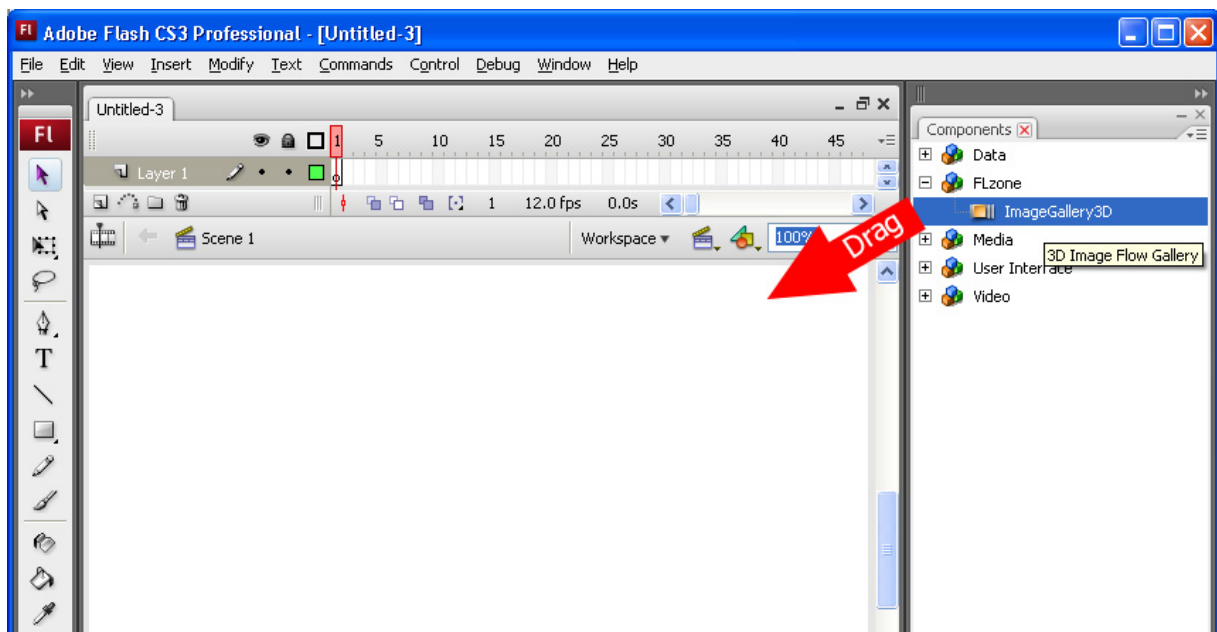 Fl Adobe Flash CS3 Professional - [Untitled-3]
File Edit View Insert Modify Text Commands Control Debug Window Help
Untitled-3
Fl
1 5 10 15 20 25 30 35 40 45
Layer 1
1 12.0 fps 0.0s
Scene 1 Workspace 100%
Drag
T
Components
Data
FLzone
ImageGallery3D
Media
3D Image Flow Gallery
User Interface
Video